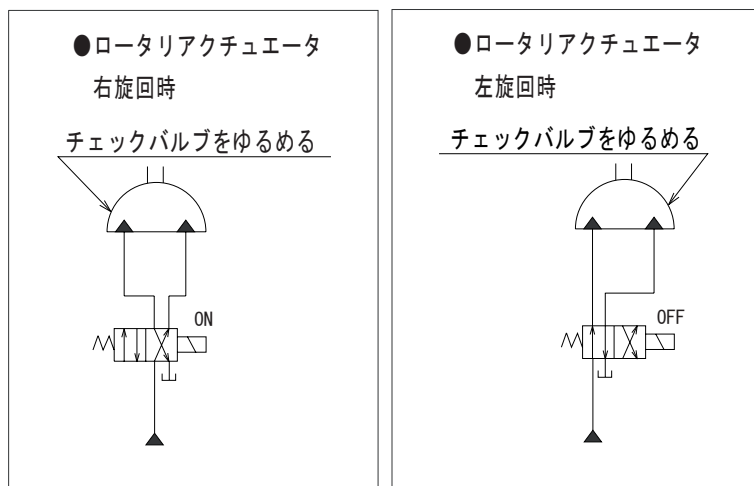 ●ロータリアクチュエータ
右旋回時
チェックバルブをゆるめる
ON
●ロータリアクチュエータ
左旋回時
チェックバルブをゆるめる
OFF